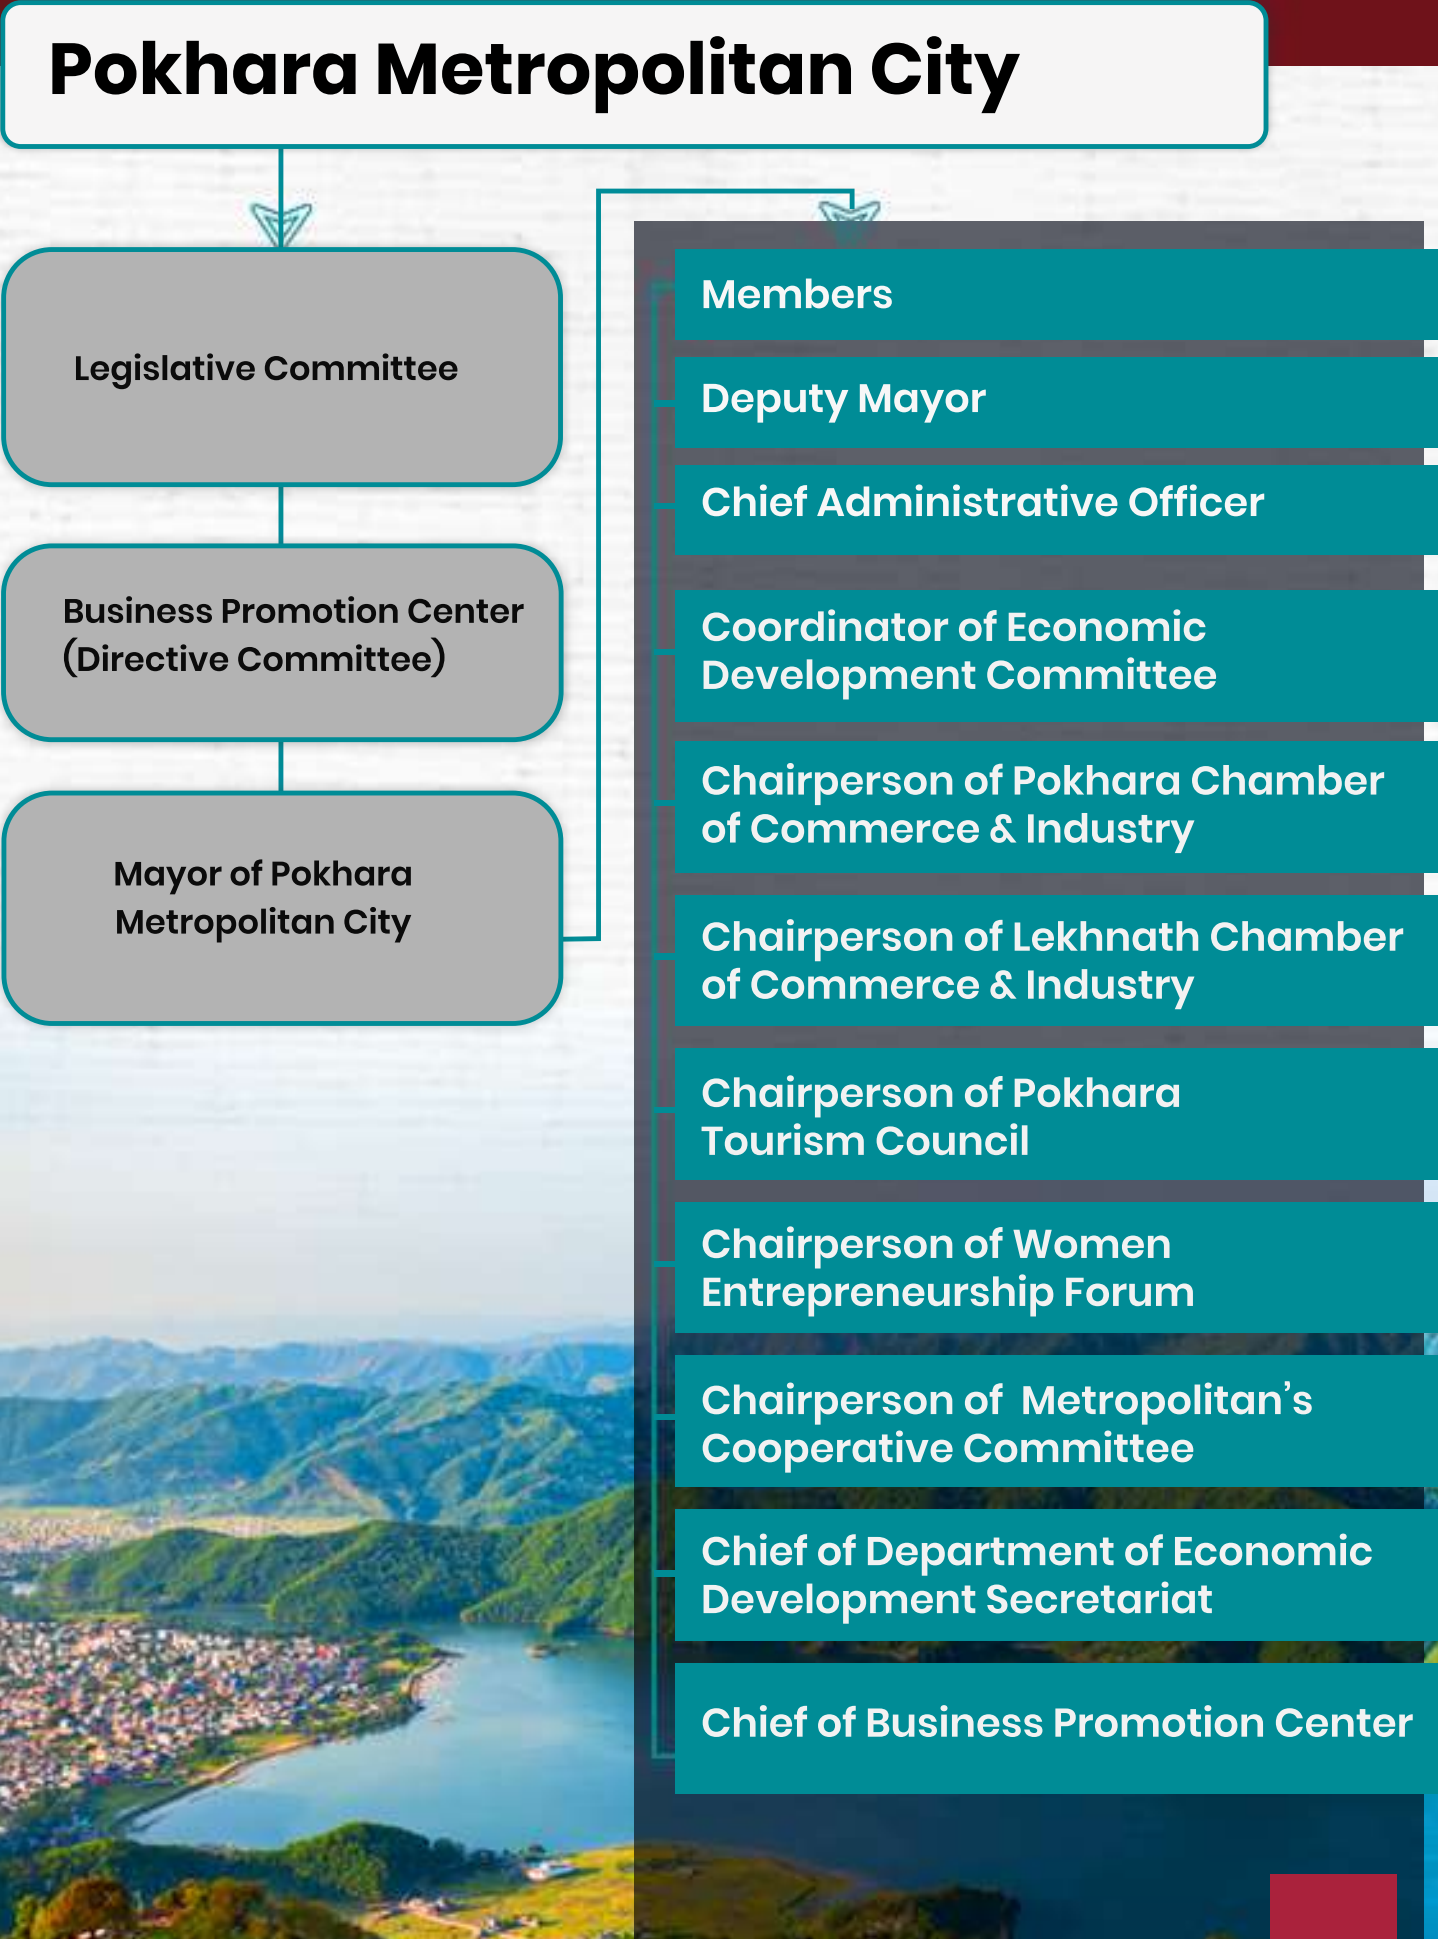 Pokhara Metropolitan City
Legislative Committee
Business Promotion Center
(Directive Committee)
Mayor of Pokhara
Metropolitan City
Members
Deputy Mayor
Chief Administrative Officer
Coordinator of Economic
Development Committee
Chairperson of Pokhara Chamber
of Commerce & Industry
Chairperson of Lekhnath Chamber
of Commerce & Industry
Chairperson of Pokhara
Tourism Council
Chairperson of Women
Entrepreneurship Forum
Chairperson of  Metropolitan’s
Cooperative Committee
Chief of Department of Economic
Development Secretariat
Chief of Business Promotion Center